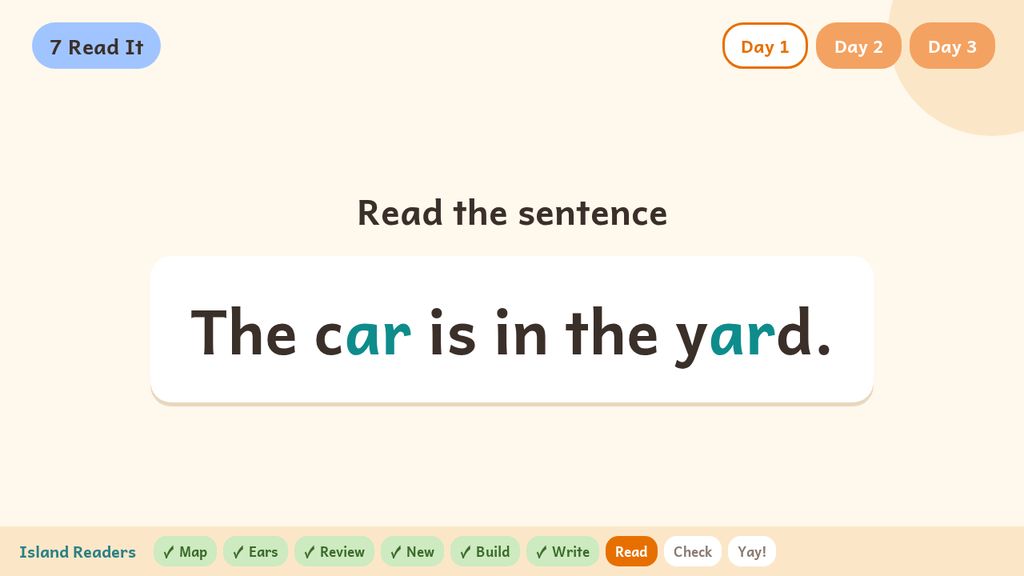 7 Read It
Day 1 Day 2 Day 3
Read the sentence
The car is in the yard.
Island Readers ✓ Map ✓ Ears ✓ Review ✓ New ✓ Build ✓ Write Read Check Yay!